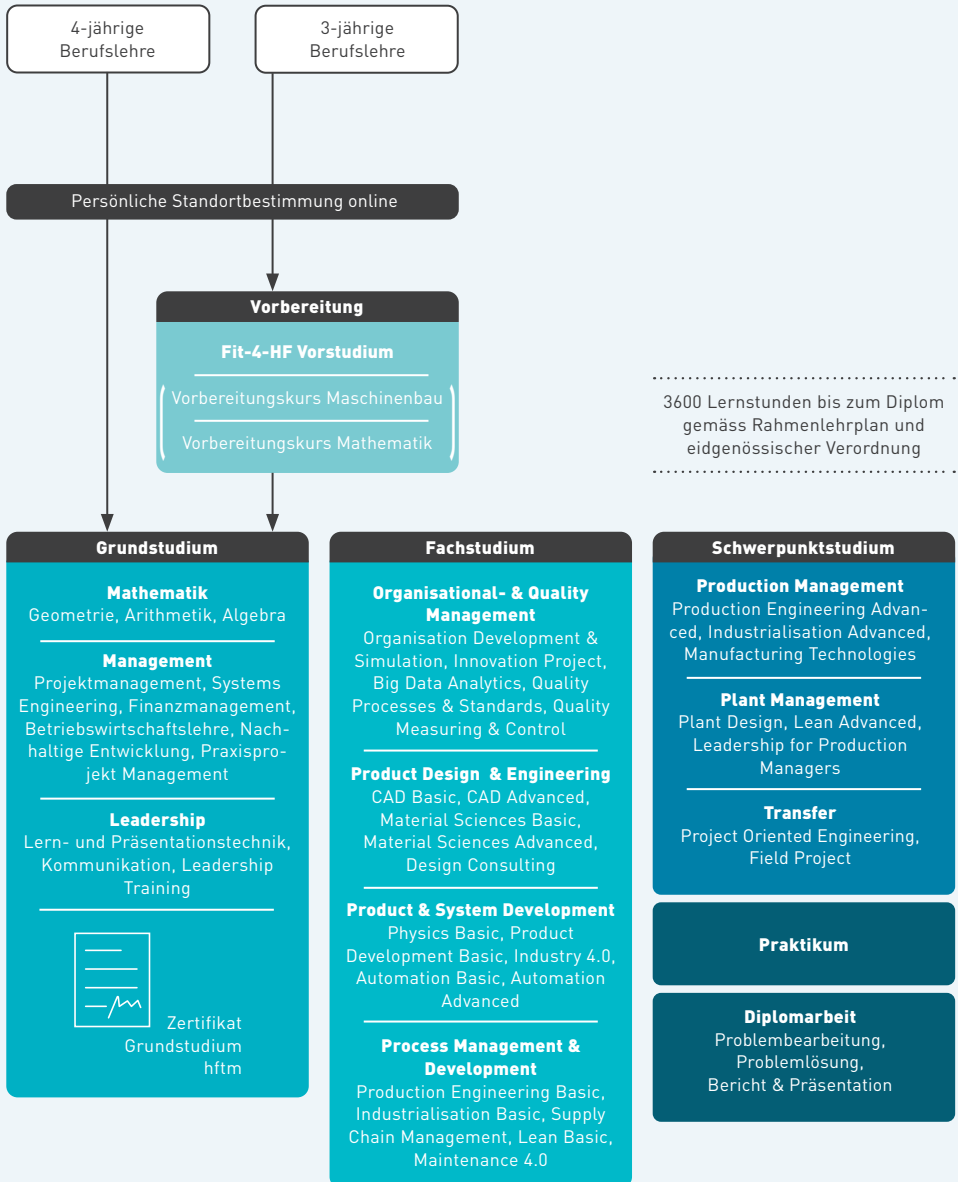 4-jährige
Berufslehre
3-jährige
Berufslehre
Persönliche Standortbestimmung online
Vorbereitung
Fit-4-HF Vorstudium
Vorbereitungskurs Maschinenbau
Vorbereitungskurs Mathematik
3600 Lernstunden bis zum Diplom
gemäss Rahmenlehrplan und
eidgenössischer Verordnung
Grundstudium
Mathematik
Geometrie, Arithmetik, Algebra
Management
Projektmanagement, Systems
Engineering, Finanzmanagement,
Betriebswirtschaftslehre, Nach-
haltige Entwicklung, Praxispro-
jekt Management
Leadership
Lern- und Präsentationstechnik,
Kommunikation, Leadership
Training
Zertifikat
Grundstudium
hftm
Fachstudium
Organisational- & Quality
Management
Organisation Development &
Simulation, Innovation Project,
Big Data Analytics, Quality
Processes & Standards, Quality
Measuring & Control
Product Design & Engineering
CAD Basic, CAD Advanced,
Material Sciences Basic,
Material Sciences Advanced,
Design Consulting
Product & System Development
Physics Basic, Product
Development Basic, Industry 4.0,
Automation Basic, Automation
Advanced
Process Management &
Development
Production Engineering Basic,
Industrialisation Basic, Supply
Chain Management, Lean Basic,
Maintenance 4.0
Schwerpunktstudium
Production Management
Production Engineering Advan-
ced, Industrialisation Advanced,
Manufacturing Technologies
Plant Management
Plant Design, Lean Advanced,
Leadership for Production
Managers
Transfer
Project Oriented Engineering,
Field Project
Praktikum
Diplomarbeit
Problembearbeitung,
Problemlösung,
Bericht & Präsentation